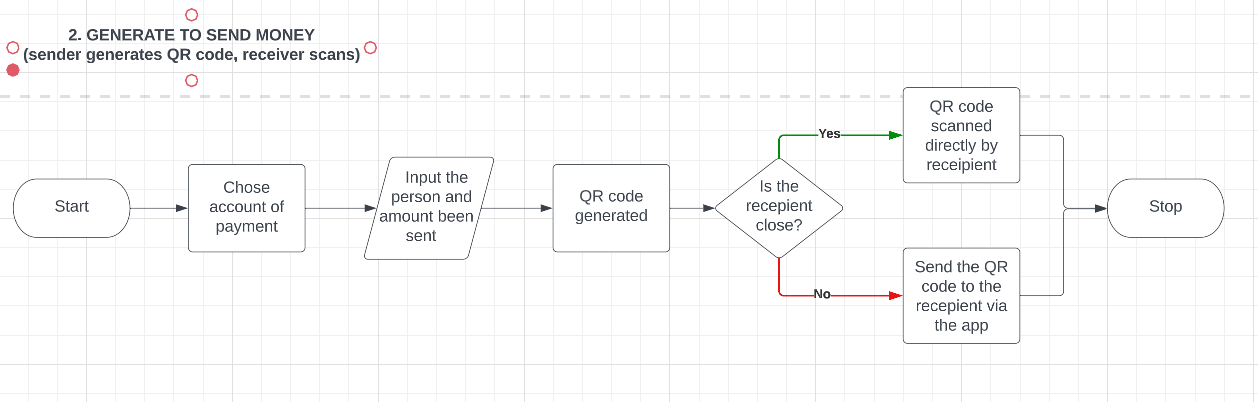 2. GENERATE TO SEND MONEY
(sender generates QR code, receiver scans)
Start
Chose
account of
payment
Input the
person and
amount been
sent
QR code
generated
Is the
recepient
close?
Yes
QR code
scanned
directly by
receipient
No
Send the QR
code to the
recepient via
the app
Stop